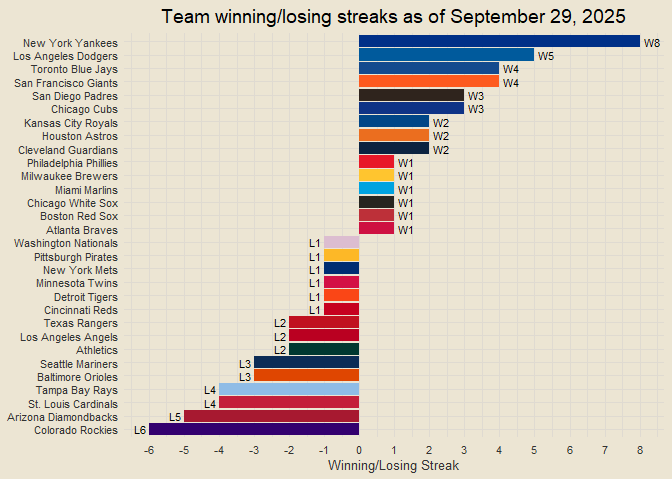 Team winning/losing streaks as of September 29, 2025
New York Yankees W8
Los Angeles Dodgers W5
Toronto Blue Jays W4
San Francisco Giants W4
San Diego Padres W3
Chicago Cubs W3
Kansas City Royals W2
Houston Astros W2
Cleveland Guardians W2
Philadelphia Phillies W1
Milwaukee Brewers W1
Miami Marlins W1
Chicago White Sox W1
Boston Red Sox W1
Atlanta Braves W1
Washington Nationals L1
Pittsburgh Pirates L1
New York Mets L1
Minnesota Twins L1
Detroit Tigers L1
Cincinnati Reds L1
Texas Rangers L2
Los Angeles Angels L2
Athletics L2
Seattle Mariners L3
Baltimore Orioles L3
Tampa Bay Rays L4
St. Louis Cardinals L4
Arizona Diamondbacks L5
Colorado Rockies L6
-6 -5 -4 -3 -2 -1 0 1 2 3 4 5 6 7 8
Winning/Losing Streak